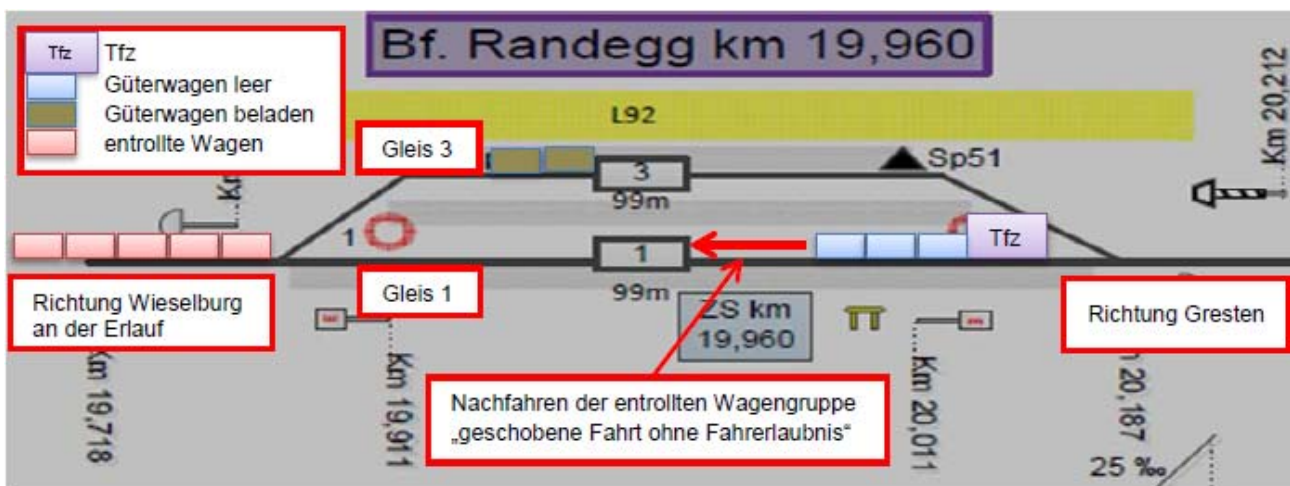 Bf. Randegg km 19,960
Tfz Tfz
Güterwagen leer
Güterwagen beladen
entrollte Wagen
L92
Km 20,212
Gleis 3
3
Sp51
99m
1
Tfz
1
Gleis 1
99m
Richtung Wieselburg
an der Erlauf
ZS km
19,960
Richtung Gresten
Km 19,718
Km 19,911
Km 20,011
20,187
Nachfahren der entrollten Wagengruppe
„geschobene Fahrt ohne Fahrerlaubnis“
25 ‰